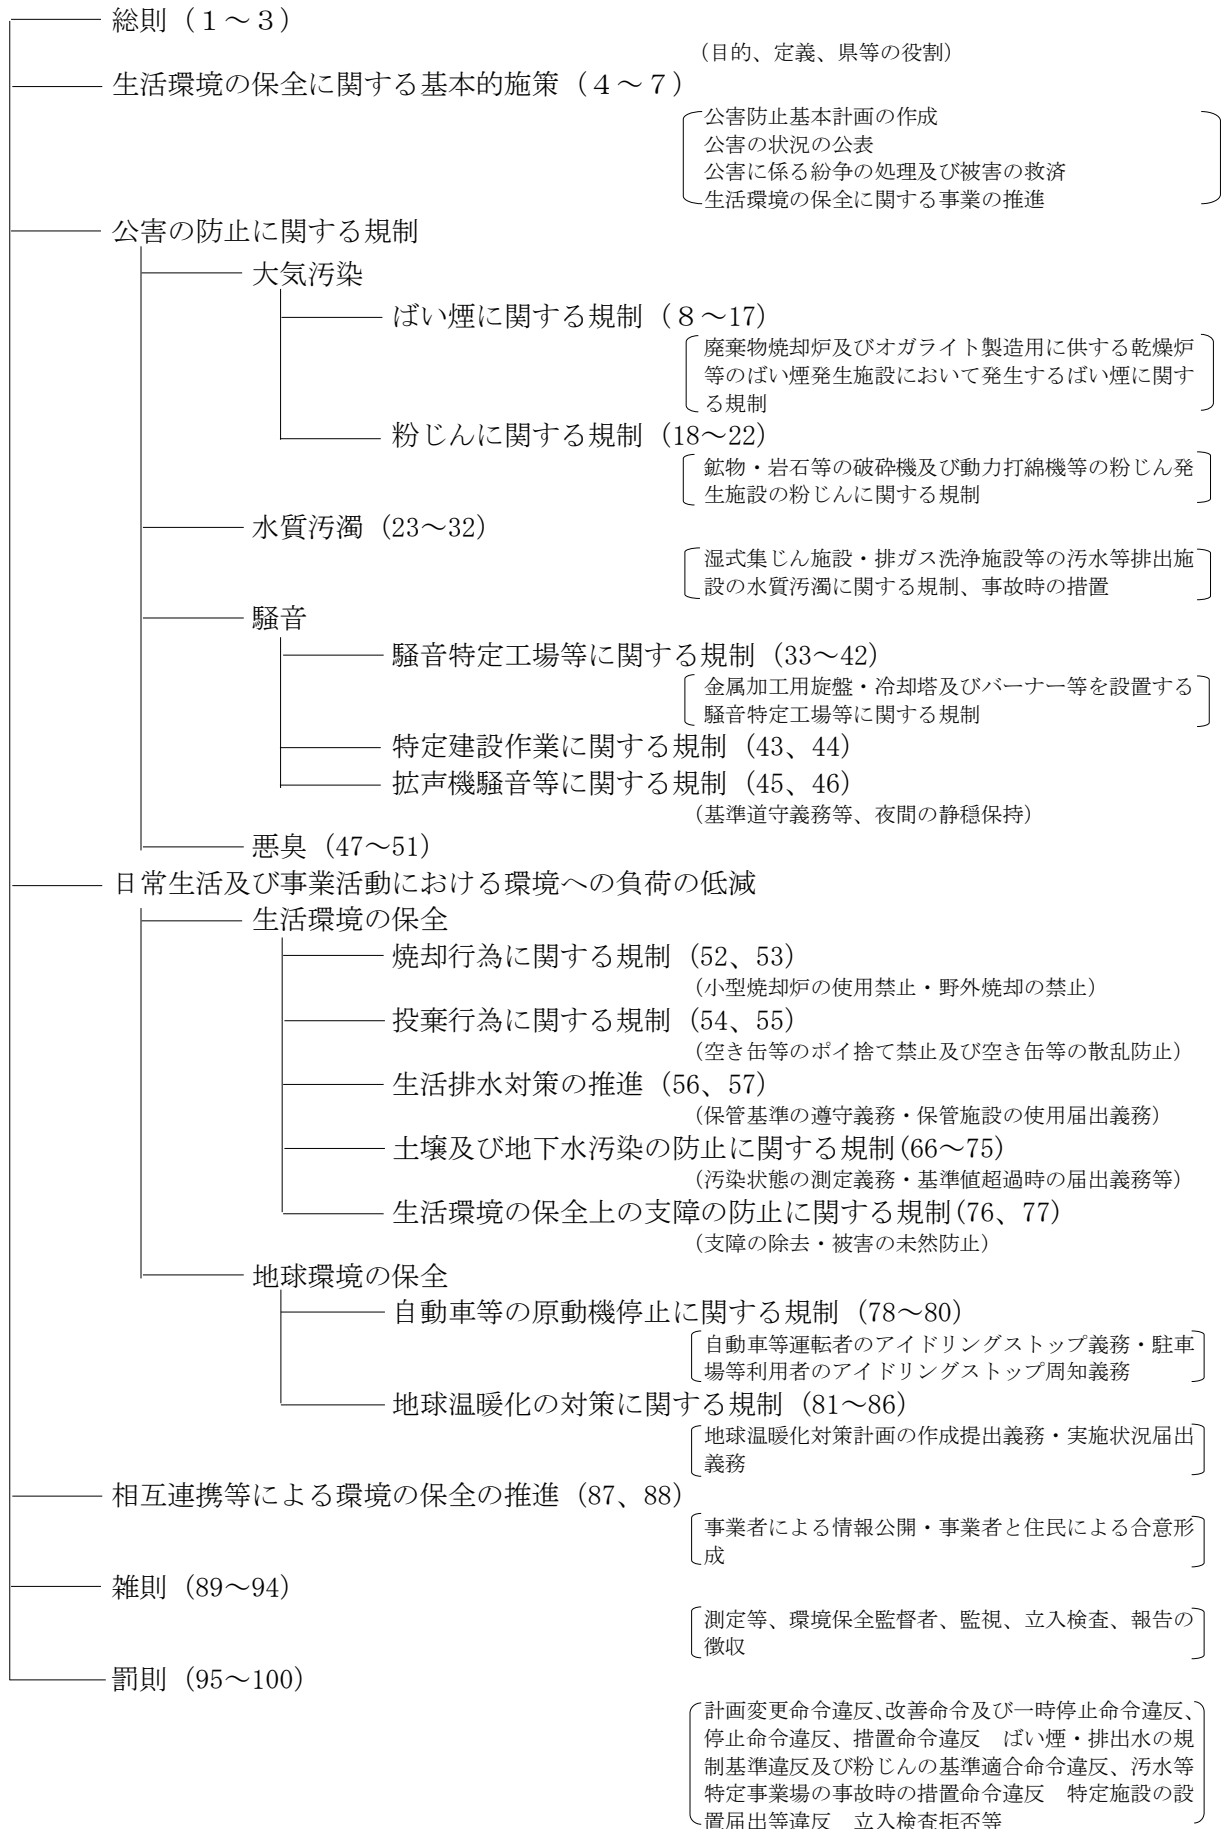 総則（１～３）
（目的、定義、県等の役割）
生活環境の保全に関する基本的施策（４～７）
公害防止基本計画の作成
公害の状況の公表
公害に係る紛争の処理及び被害の救済
生活環境の保全に関する事業の推進
公害の防止に関する規制
大気汚染
ばい煙に関する規制（８～17）
廃棄物焼却炉及びオガライト製造用に供する乾燥炉
等のばい煙発生施設において発生するばい煙に関す
る規制
粉じんに関する規制（18～22）
鉱物・岩石等の破砕機及び動力打綿機等の粉じん発
生施設の粉じんに関する規制
水質汚濁（23～32）
湿式集じん施設・排ガス洗浄施設等の汚水等排出施
設の水質汚濁に関する規制、事故時の措置
騒音
騒音特定工場等に関する規制（33～42）
金属加工用旋盤・冷却塔及びバーナー等を設置する
騒音特定工場等に関する規制
特定建設作業に関する規制（43、44）
拡声機騒音等に関する規制（45、46）
（基準道守義務等、夜間の静穏保持）
悪臭（47～51）
日常生活及び事業活動における環境への負荷の低減
生活環境の保全
焼却行為に関する規制（52、53）
（小型焼却炉の使用禁止・野外焼却の禁止）
投棄行為に関する規制（54、55）
（空き缶等のポイ捨て禁止及び空き缶等の散乱防止）
生活排水対策の推進（56、57）
（保管基準の遵守義務・保管施設の使用届出義務）
土壌及び地下水汚染の防止に関する規制(66～75)
（汚染状態の測定義務・基準値超過時の届出義務等）
生活環境の保全上の支障の防止に関する規制(76、77)
（支障の除去・被害の未然防止）
地球環境の保全
自動車等の原動機停止に関する規制（78～80）
自動車等運転者のアイドリングストップ義務・駐車
場等利用者のアイドリングストップ周知義務
地球温暖化の対策に関する規制（81～86）
地球温暖化対策計画の作成提出義務・実施状況届出
義務
相互連携等による環境の保全の推進（87、88）
事業者による情報公開・事業者と住民による合意形
成
雑則（89～94）
測定等、環境保全監督者、監視、立入検査、報告の
徴収
罰則（95～100）
計画変更命令違反、改善命令及び一時停止命令違反、
停止命令違反、措置命令違反　ばい煙・排出水の規
制基準違反及び粉じんの基準適合命令違反、汚水等
特定事業場の事故時の措置命令違反　特定施設の設
置届出等違反　立入検査拒否等